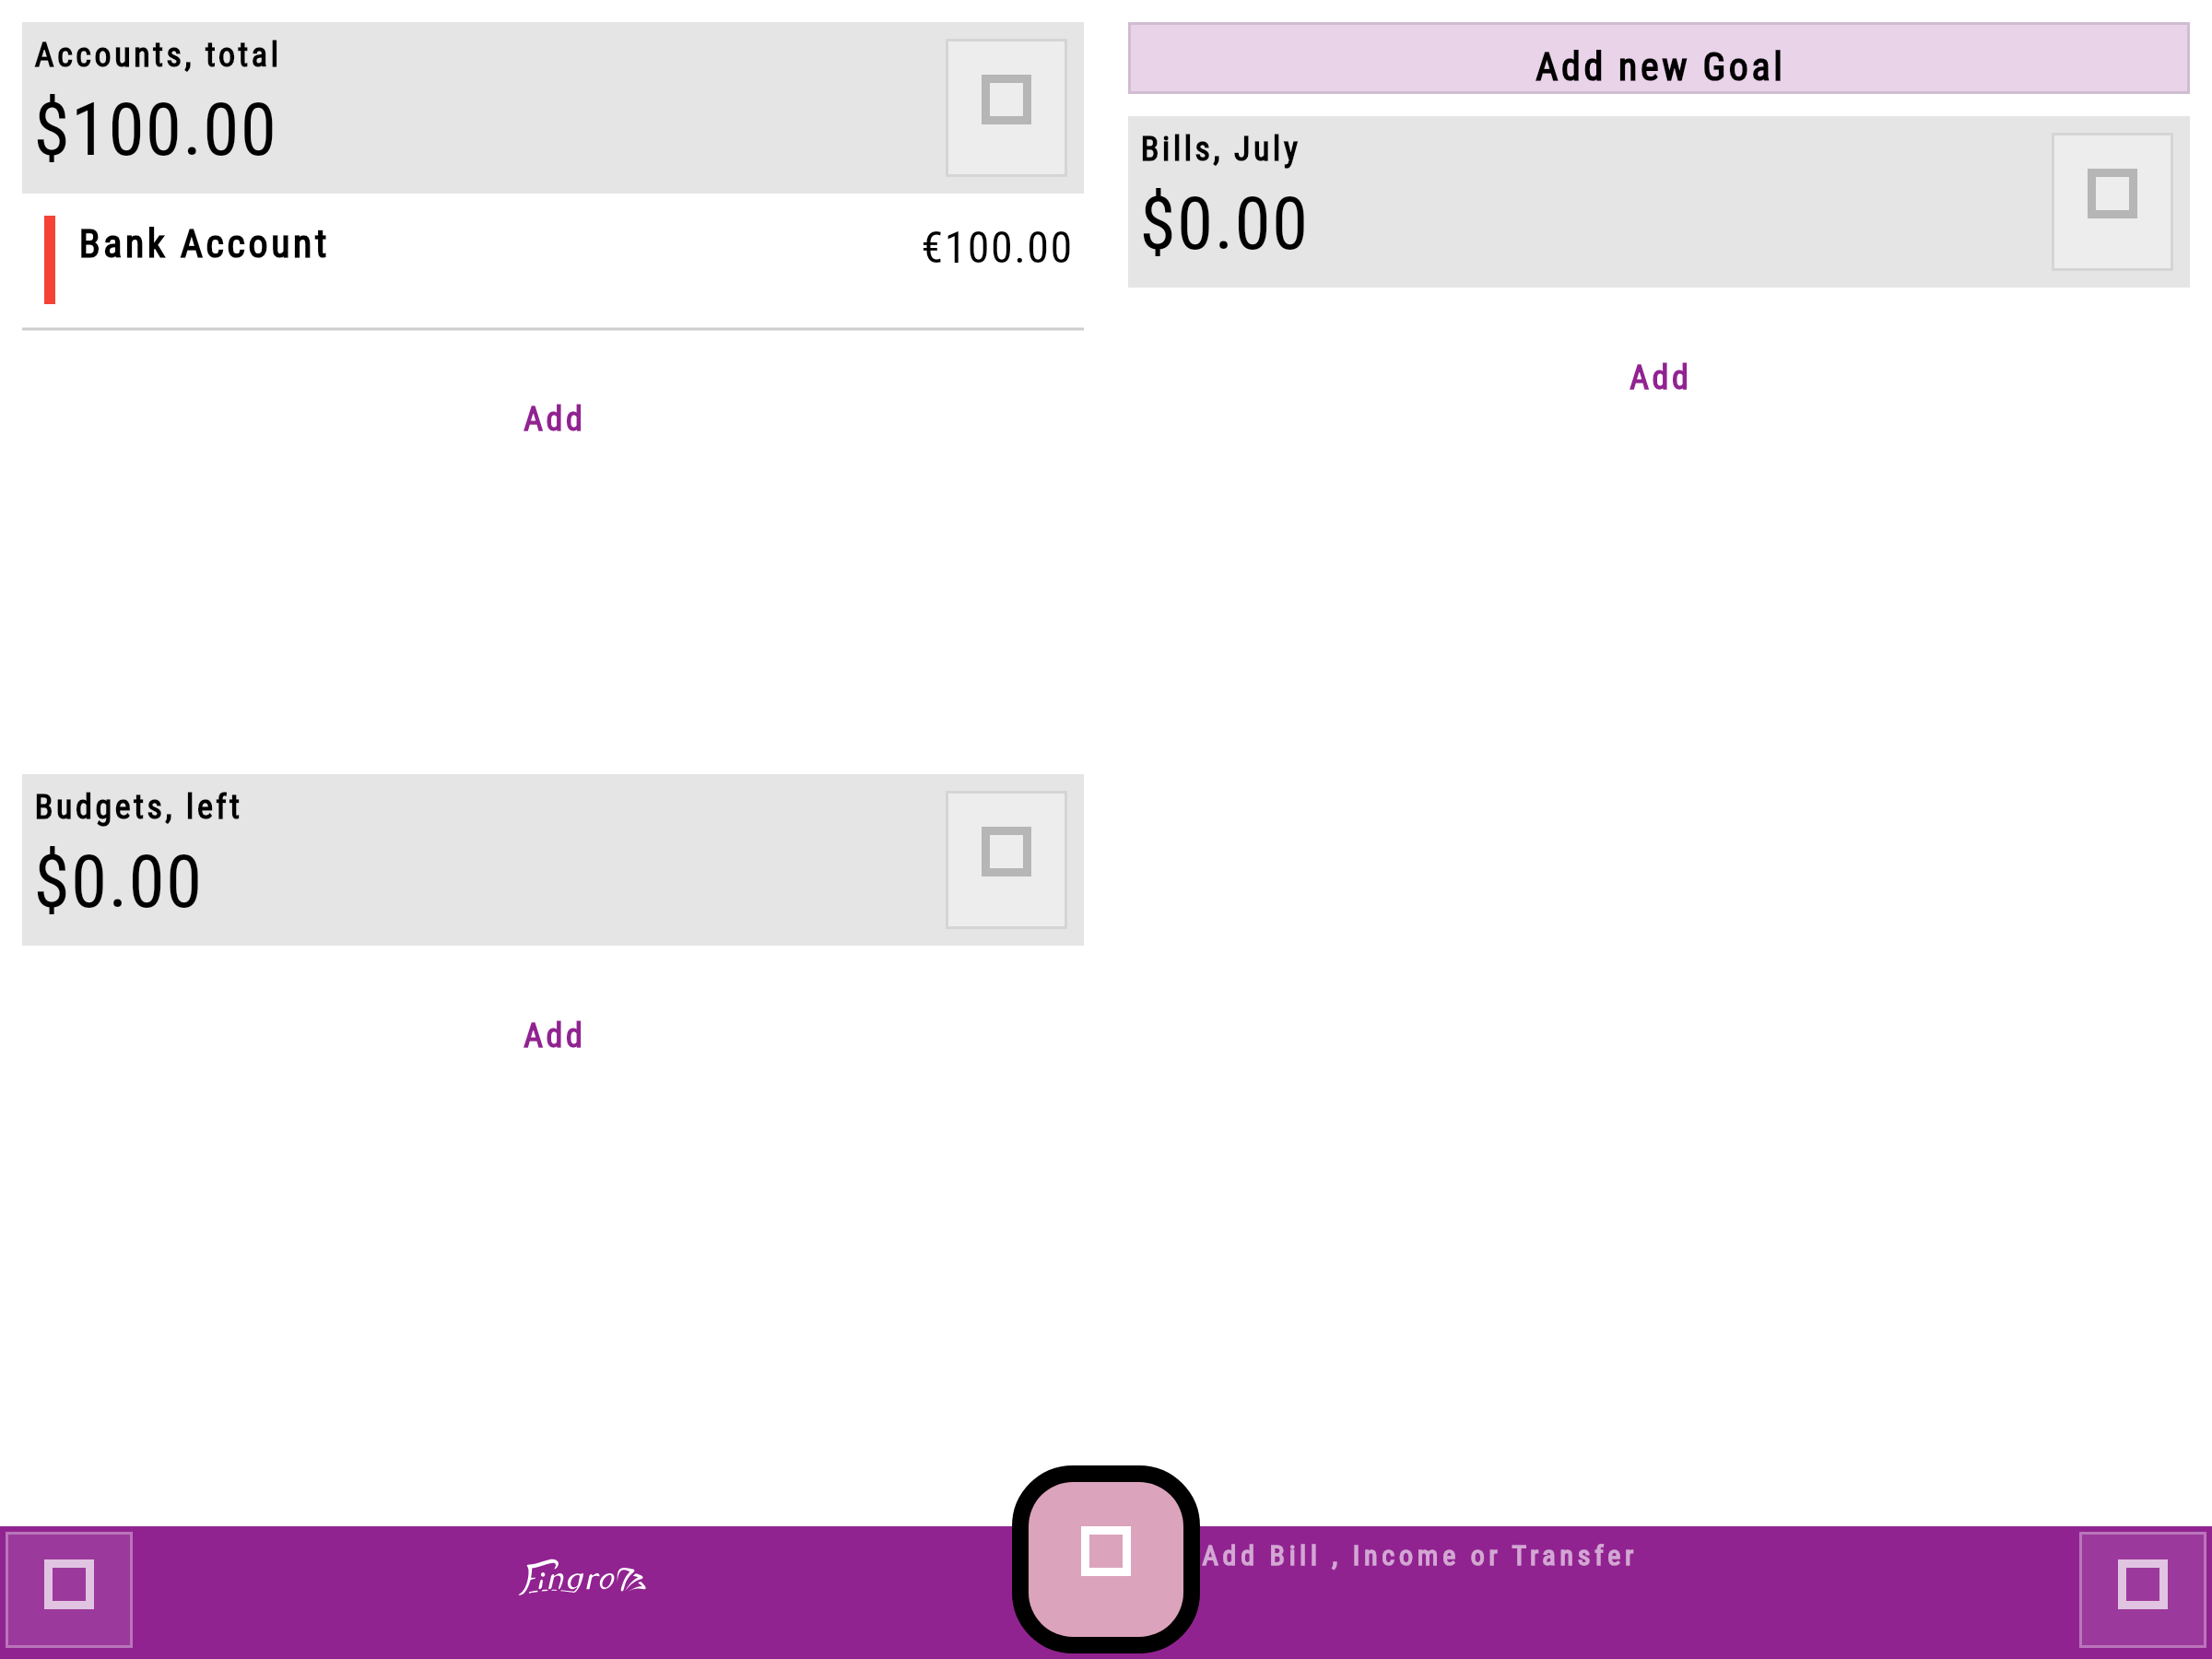 Accounts, total
$100.00
Bank Account
€100.00
Add
Budgets, left
$0.00
Add
Add new Goal
Bills, July
$0.00
Add
Add Bill , Income or Transfer